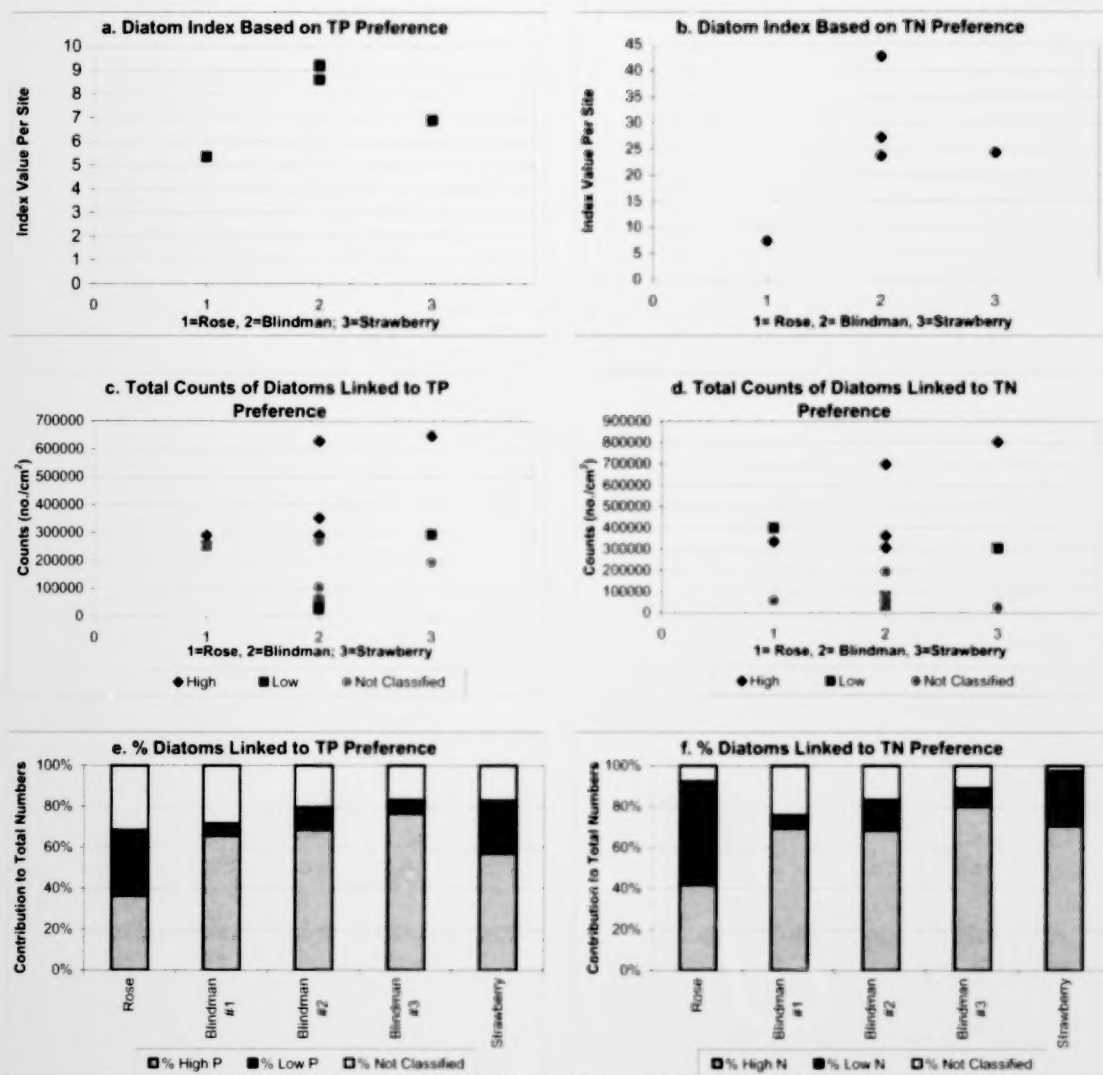 a. Diatom Index Based on TP Preference
Index Value Per Site
10
9
8
7
6
5
4
3
2
1
0
0 1 2 3
1=Rose, 2=Blindman; 3=Strawberry
b. Diatom Index Based on TN Preference
Index Value Per Site
45
40
35
30
25
20
15
10
5
0
0 1 2 3
1= Rose, 2= Blindman, 3=Strawberry
c. Total Counts of Diatoms Linked to TP
Preference
Counts (no./cm²)
700000
600000
500000
400000
300000
200000
100000
0
0 1 2 3
1=Rose, 2=Blindman; 3=Strawberry
High Low Not Classified
d. Total Counts of Diatoms Linked to TN
Preference
Counts (no./cm²)
900000
800000
700000
600000
500000
400000
300000
200000
100000
0
0 1 2 3
1= Rose, 2= Blindman, 3=Strawberry
High Low Not Classified
e. % Diatoms Linked to TP Preference
Contribution to Total Numbers
100%
80%
60%
40%
20%
0%
Rose
Blindman
#1
Blindman
#2
Blindman
#3
Strawberry
% High P % Low P % Not Classified
f. % Diatoms Linked to TN Preference
Contribution to Total Numbers
100%
80%
60%
40%
20%
0%
Rose
Blindman
#1
Blindman
#2
Blindman
#3
Strawberry
% High N % Low N % Not Classified